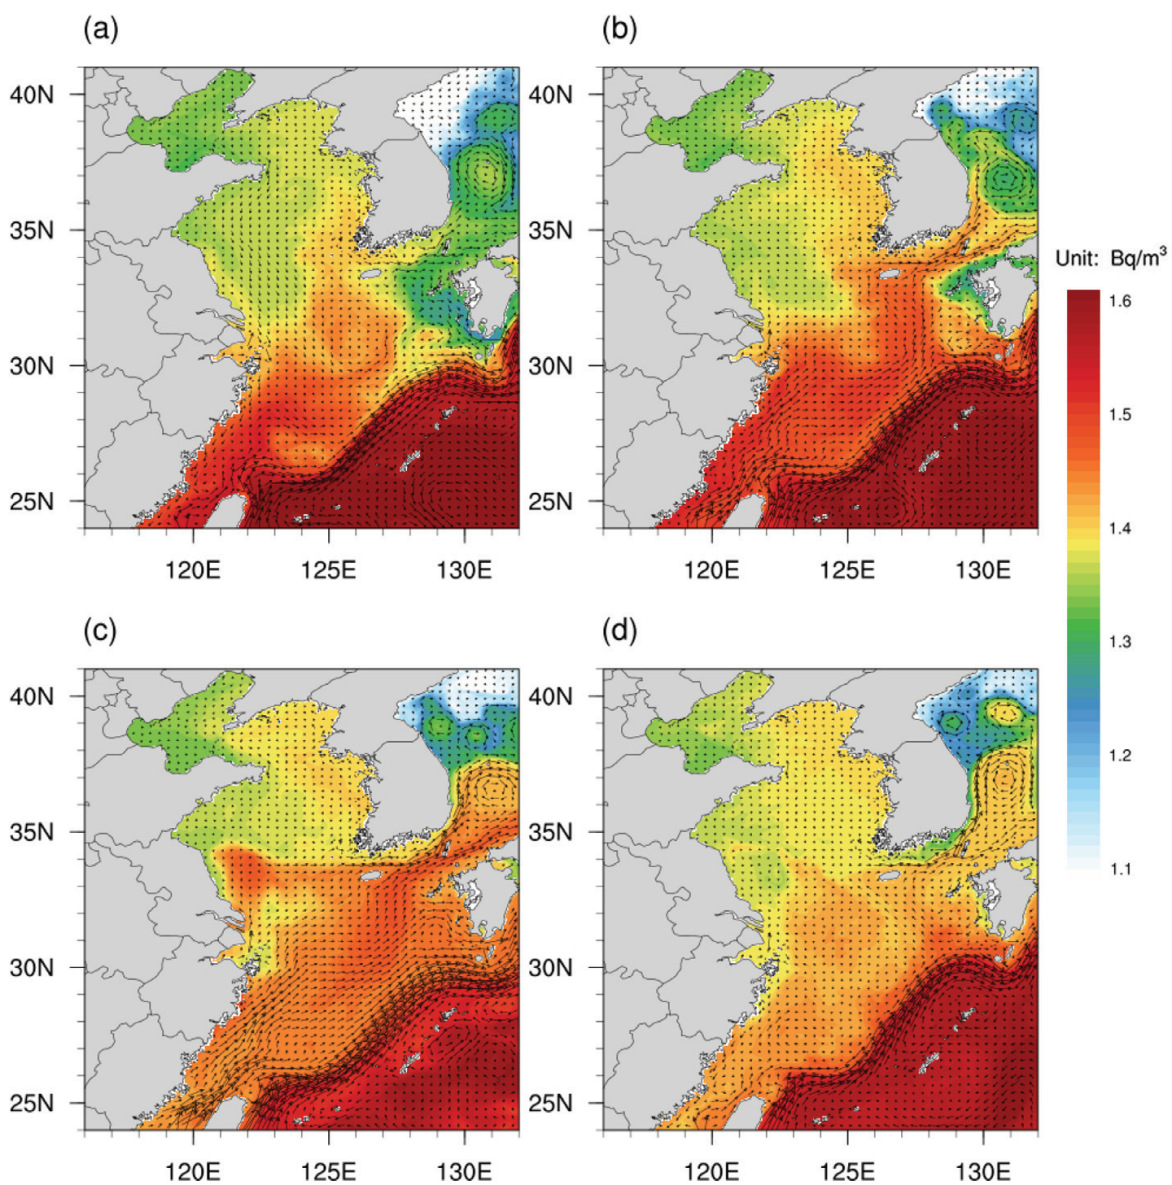 (a) (b)
40N 40N
35N 35N
Unit: Bq/m³
1.6
30N 30N
1.5
25N 25N
1.4
120E 125E 130E 120E 125E 130E
(c) (d)
1.3
40N 40N
1.2
35N 35N
1.1
30N 30N
25N 25N
120E 125E 130E 120E 125E 130E